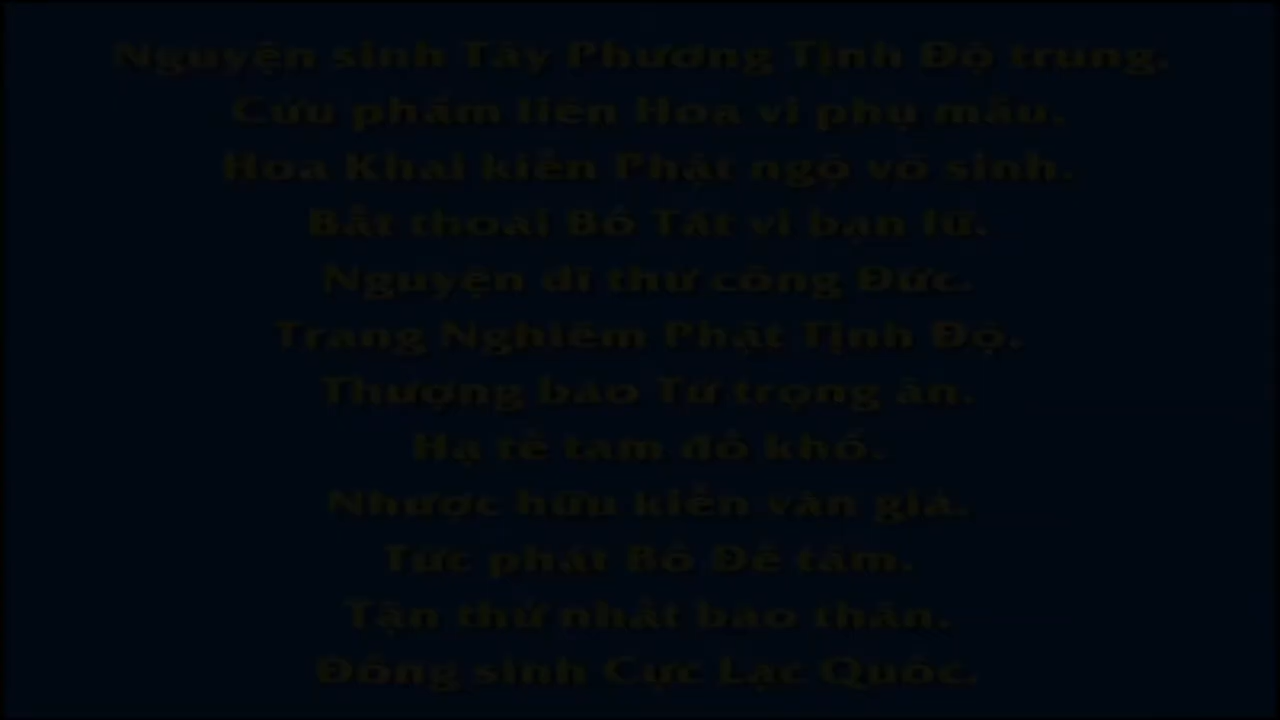 Nguyện sinh Tây Phương Tịnh Độ trung.
Cửu phẩm liên Hoa vi phụ mẫu.
Hoa Khai kiến Phật ngộ vô sinh.
Bất thoái Bồ Tát vi bạn lữ.
Nguyện dĩ thử công Đức.
Trang Nghiêm Phật Tịnh Độ.
Thượng báo Tứ trọng ân.
Hạ tế tam đồ khổ.
Nhược hữu kiến văn giả.
Tức phát Bồ Đề tâm.
Tận thử nhất báo thân.
Đồng sinh Cực Lạc Quốc.